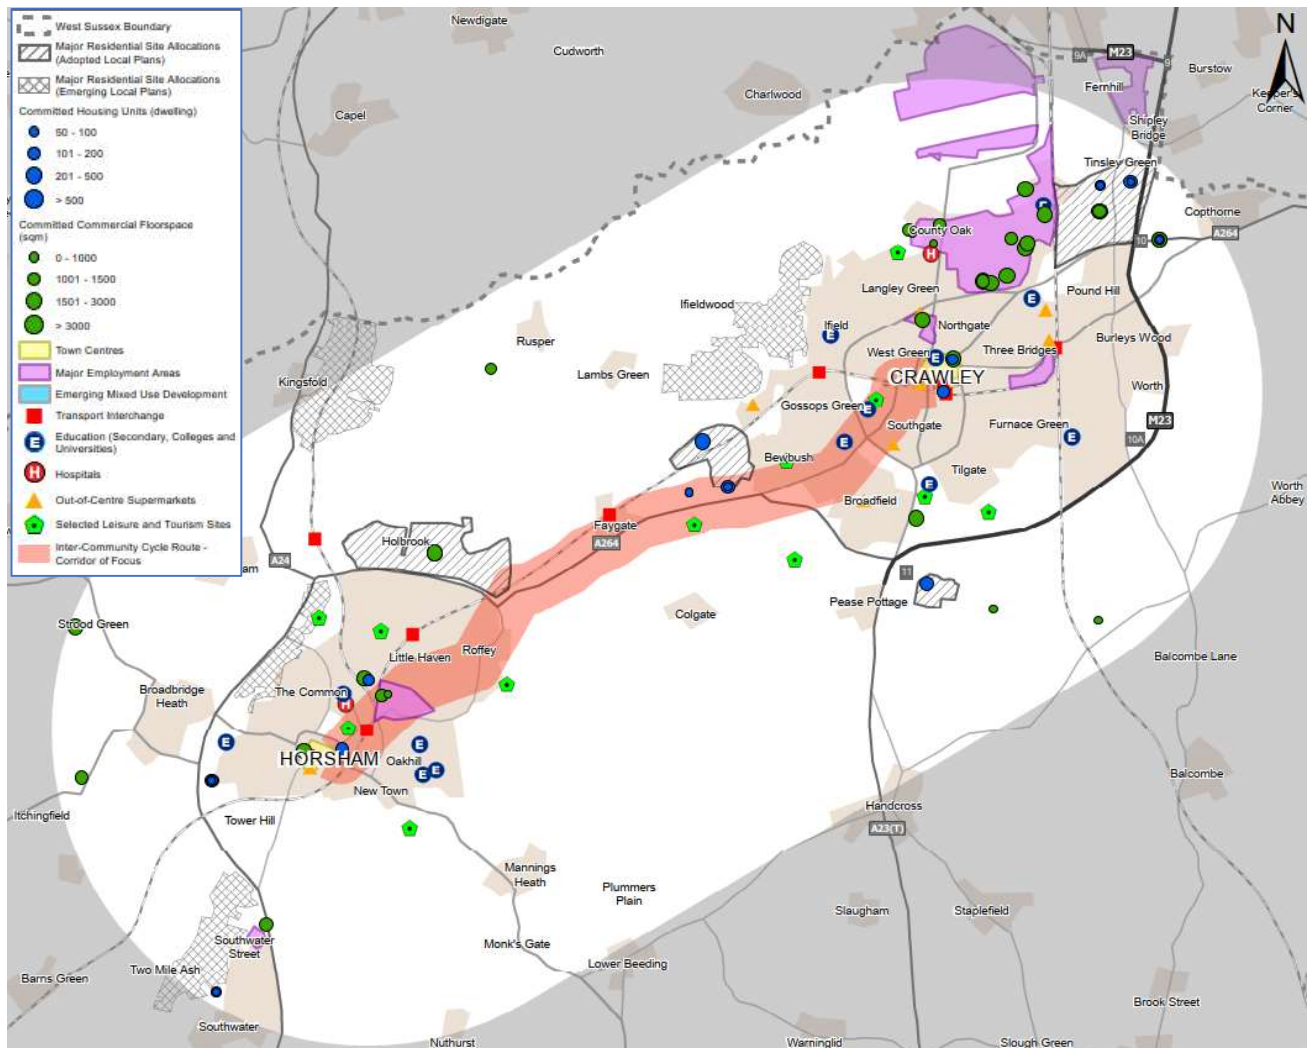 West Sussex Boundary
Major Residential Site Allocations
(Adopted Local Plans)
Major Residential Site Allocations
(Emerging Local Plans)
Committed Housing Units (dwelling)
50 - 100
101 - 200
201 - 500
> 500
Committed Commercial Floorspace
(sqm)
0 - 1000
1001 - 1500
1501 - 3000
> 3000
Town Centres
Major Employment Areas
Emerging Mixed Use Development
Transport Interchange
E
Education (Secondary, Colleges and
Universities)
H
Hospitals
Out-of-Centre Supermarkets
Selected Leisure and Tourism Sites
Inter-Community Cycle Route -
Corridor of Focus
N
Newdigate
Cudworth
Charlwood
Capel
9A
M23
9
Burstow
Fernhill
Keeper's
Corner
Shipley
Bridge
Tinsley Green
E
Copthorne
A264
10
County Oak
H
Langley Green
Pound Hill
E
Ifieldwood
Ifield
E
Northgate
Burleys Wood
West Green
E
Three Bridges
CRAWLEY
Rusper
Lambs Green
Kingsfold
Worth
M23
10A
Gossops Green
E
Southgate
Furnace Green
E
E
Bewbush
Tilgate
E
Broadfield
Worth
Abbey
Faygate
A264
Holbrook
A24
am
11
Pease Pottage
Colgate
Strood Green
Balcombe Lane
Roffey
Little Haven
The Common
E
H
Broadbridge
Heath
E
HORSHAM
Oakhill
E
E
E
New Town
Itchingfield
Tower Hill
Handcross
A23(T)
Balcombe
Mannings
Heath
Plummers
Plain
Slaugham
Staplefield
Southwater
Street
Two Mile Ash
Monk's Gate
Lower Beeding
Barns Green
Brook Street
Southwater
Nuthurst
Warninglid
Slough Green